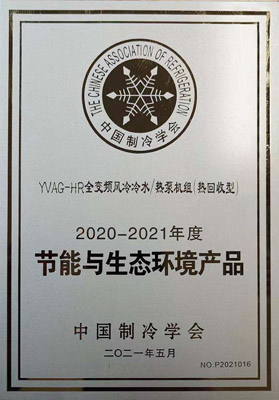 THE CHINESE ASSOCIATION OF REFRIGERATION
中国制冷学会
YVAG-HR全变频风冷冷水/热泵机组(热回收型)
2020-2021年度
节能与生态环境产品
中国制冷学会
二〇二一年五月
NO:P2021016